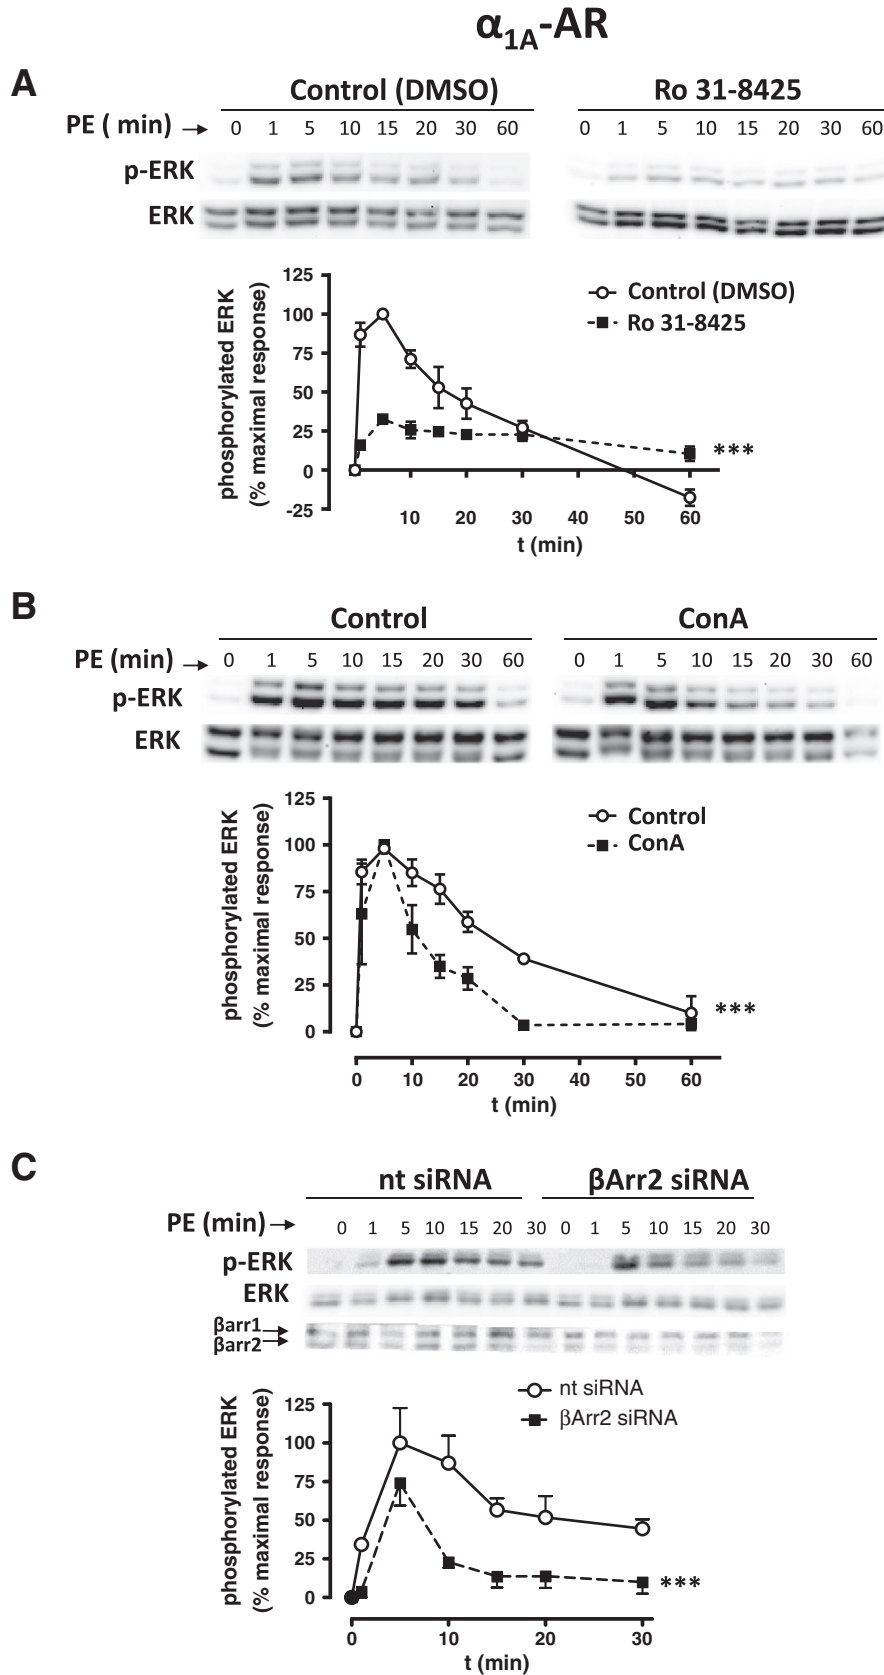 α1A-AR
A
Control (DMSO) Ro 31-8425
PE ( min) → 0 1 5 10 15 20 30 60 0 1 5 10 15 20 30 60
p-ERK
ERK
phosphorylated ERK
(% maximal response)
125
100
75
50
25
0
-25
Control (DMSO)
Ro 31-8425
***
10 20 30 40 50 60
t (min)
B
Control ConA
PE (min) → 0 1 5 10 15 20 30 60 0 1 5 10 15 20 30 60
p-ERK
ERK
phosphorylated ERK
(% maximal response)
125
100
75
50
25
0
Control
ConA
***
0 10 20 30 40 50 60
t (min)
C
nt siRNA βArr2 siRNA
PE (min) → 0 1 5 10 15 20 30 0 1 5 10 15 20 30
p-ERK
ERK
βarr1
βarr2
phosphorylated ERK
(% maximal response)
125
100
75
50
25
0
nt siRNA
βArr2 siRNA
***
0 10 20 30
t (min)